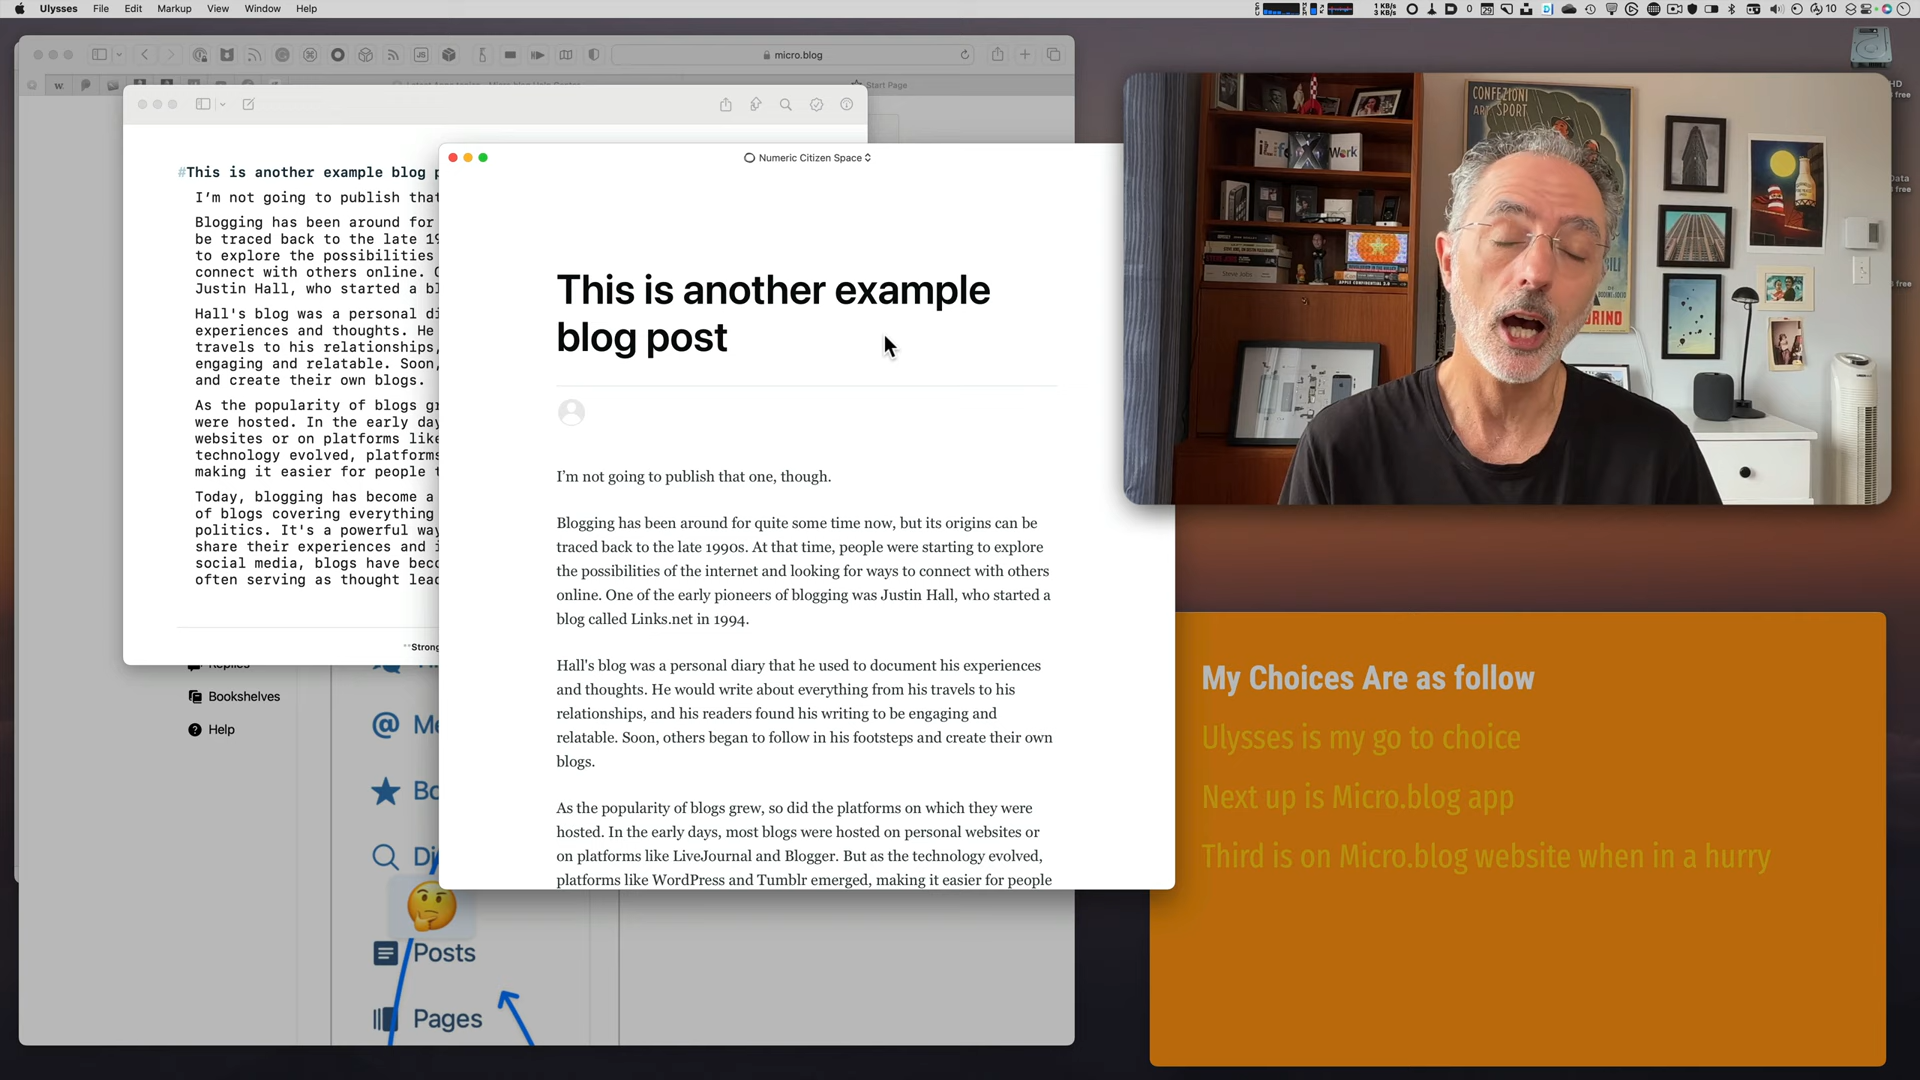 Ulysses File Edit Markup View Window Help
1 KB/s
3 KB/s
micro.blog
Start Page
#This is another example blog p
I'm not going to publish that
Blogging has been around for
be traced back to the late 19
to explore the possibilities
connect with others online. O
Justin Hall, who started a bl
Hall's blog was a personal di
experiences and thoughts. He
travels to his relationships,
engaging and relatable. Soon,
and create their own blogs.
As the popularity of blogs gr
were hosted. In the early day
websites or on platforms like
technology evolved, platforms
making it easier for people t
Today, blogging has become a
of blogs covering everything
politics. It's a powerful way
share their experiences and i
social media, blogs have beco
often serving as thought lead
Strong
Numeric Citizen Space
This is another example
blog post
I'm not going to publish that one, though.
Blogging has been around for quite some time now, but its origins can be
traced back to the late 1990s. At that time, people were starting to explore
the possibilities of the internet and looking for ways to connect with others
online. One of the early pioneers of blogging was Justin Hall, who started a
blog called Links.net in 1994.
Hall's blog was a personal diary that he used to document his experiences
and thoughts. He would write about everything from his travels to his
relationships, and his readers found his writing to be engaging and
relatable. Soon, others began to follow in his footsteps and create their own
blogs.
As the popularity of blogs grew, so did the platforms on which they were
hosted. In the early days, most blogs were hosted on personal websites or
on platforms like LiveJournal and Blogger. But as the technology evolved,
platforms like WordPress and Tumblr emerged, making it easier for people
Replies
Bookshelves
Help
Posts
Pages
CONFEZIONI
SPORT
iLife
Work
My Choices Are as follow
Ulysses is my go to choice
Next up is Micro.blog app
Third is on Micro.blog website when in a hurry